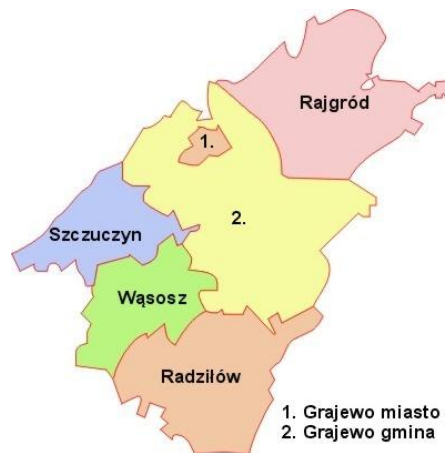 Rajgród
1.
2.
Szczuczyn
Wąsosz
Radziłów
1. Grajewo miasto
2. Grajewo gmina